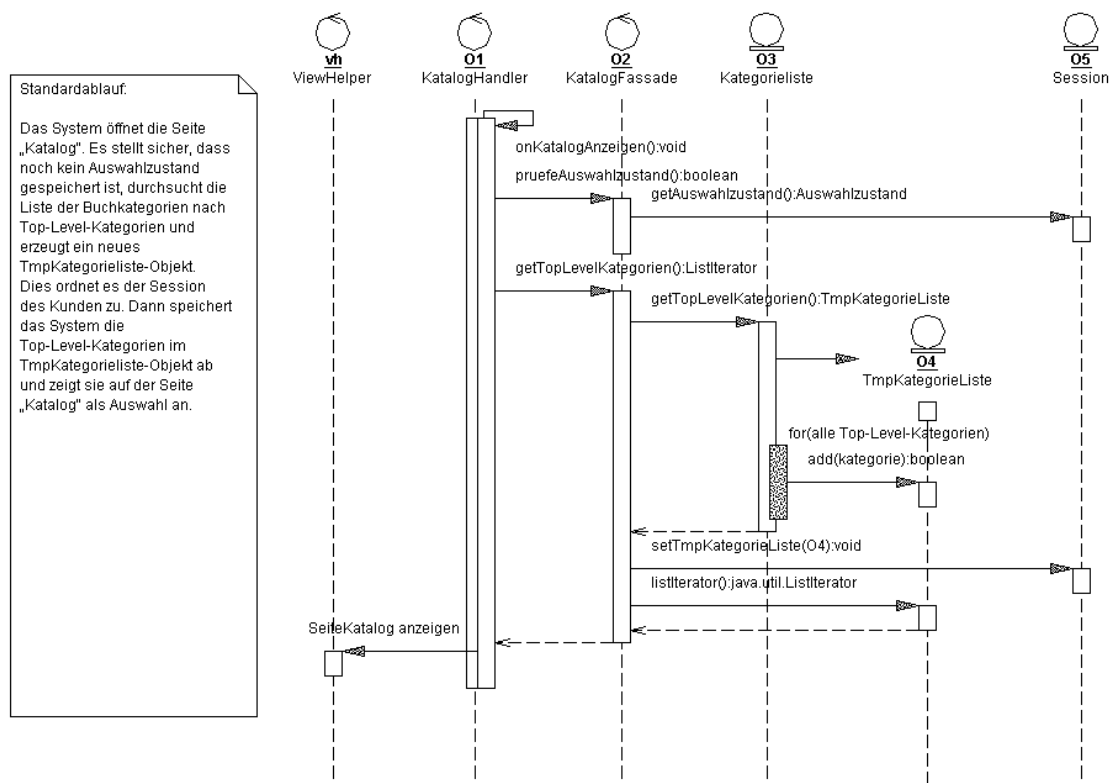 Standardablauf:
Das System öffnet die Seite
„Katalog". Es stellt sicher, dass
noch kein Auswahlzustand
gespeichert ist, durchsucht die
Liste der Buchkategorien nach
Top-Level-Kategorien und
erzeugt ein neues
TmpKategorieliste-Objekt.
Dies ordnet es der Session
des Kunden zu. Dann speichert
das System die
Top-Level-Kategorien im
TmpKategorieliste-Objekt ab
und zeigt sie auf der Seite
„Katalog" als Auswahl an.
vh
ViewHelper
O1
KatalogHandler
O2
KatalogFassade
O3
Kategorieliste
O5
Session
onKatalogAnzeigen():void
pruefeAuswahlzustand():boolean
getAuswahlzustand():Auswahlzustand
getTopLevelKategorien():ListIterator
getTopLevelKategorien():TmpKategorieListe
O4
TmpKategorieListe
for(alle Top-Level-Kategorien)
add(kategorie):boolean
setTmpKategorieListe(O4):void
listIterator():java.util.ListIterator
SeiteKatalog anzeigen